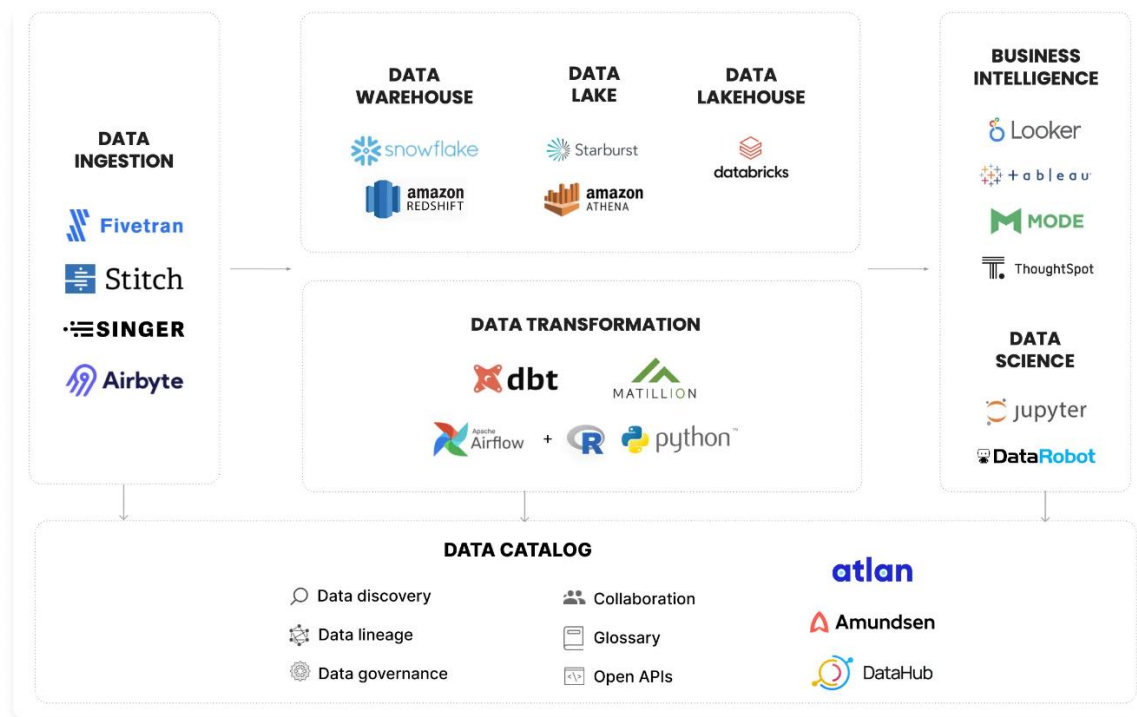 DATA
INGESTION
Fivetran
Stitch
SINGER
Airbyte
DATA
WAREHOUSE
snowflake
amazon
REDSHIFT
DATA
LAKE
Starburst
amazon
ATHENA
DATA
LAKEHOUSE
databricks
DATA TRANSFORMATION
dbt
MATILLION
Apache
Airflow
+
R
python™
BUSINESS
INTELLIGENCE
Looker
+ableau
MODE
ThoughtSpot
DATA
SCIENCE
jupyter
DataRobot
DATA CATALOG
Data discovery
Data lineage
Data governance
Collaboration
Glossary
Open APIs
atlan
Amundsen
DataHub